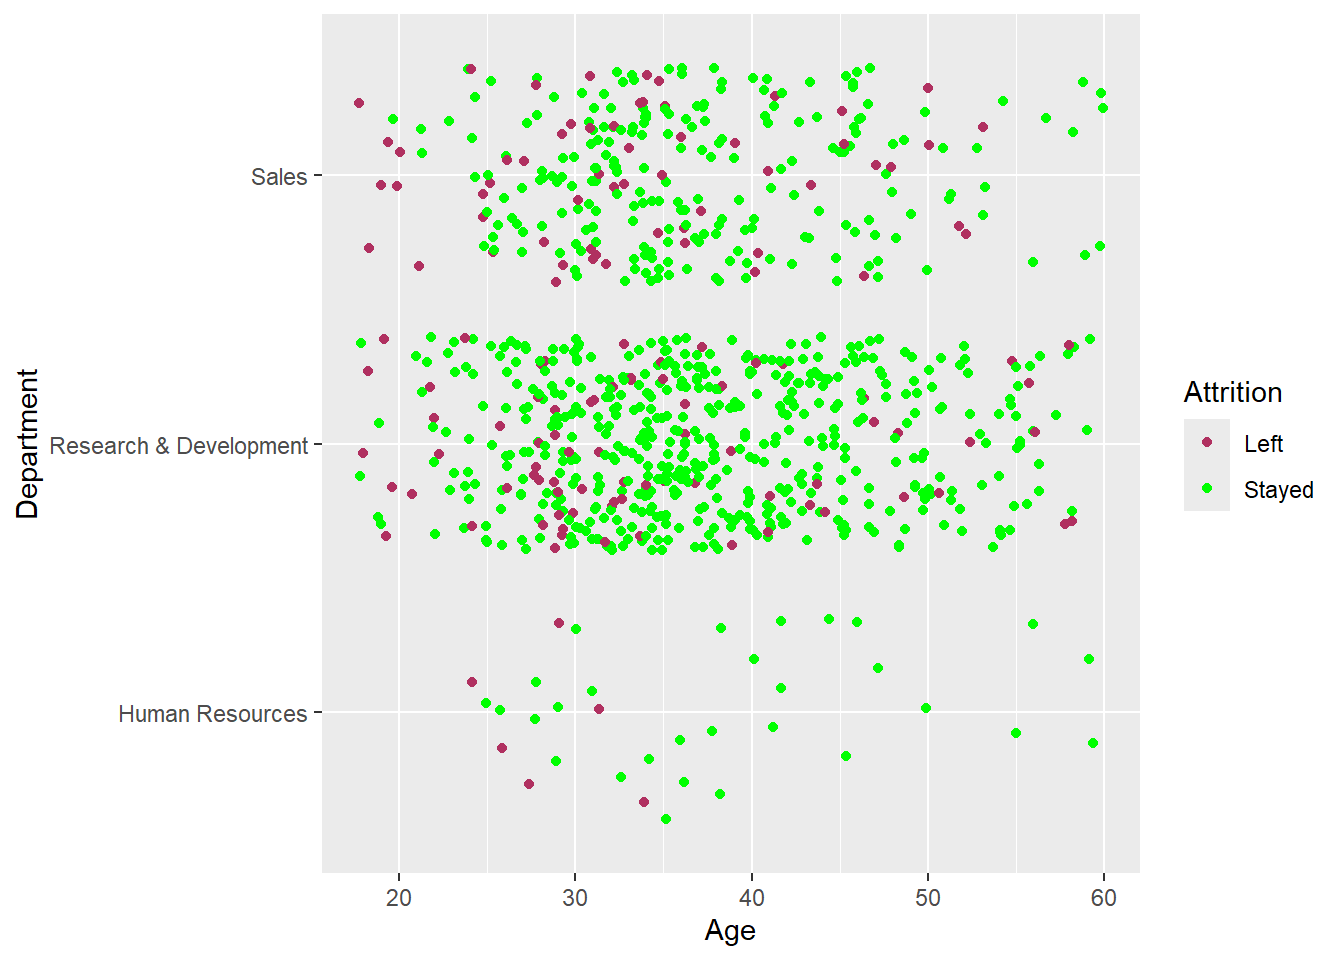 Department
Sales
Research & Development
Human Resources
20 30 40 50 60
Age
Attrition
Left
Stayed